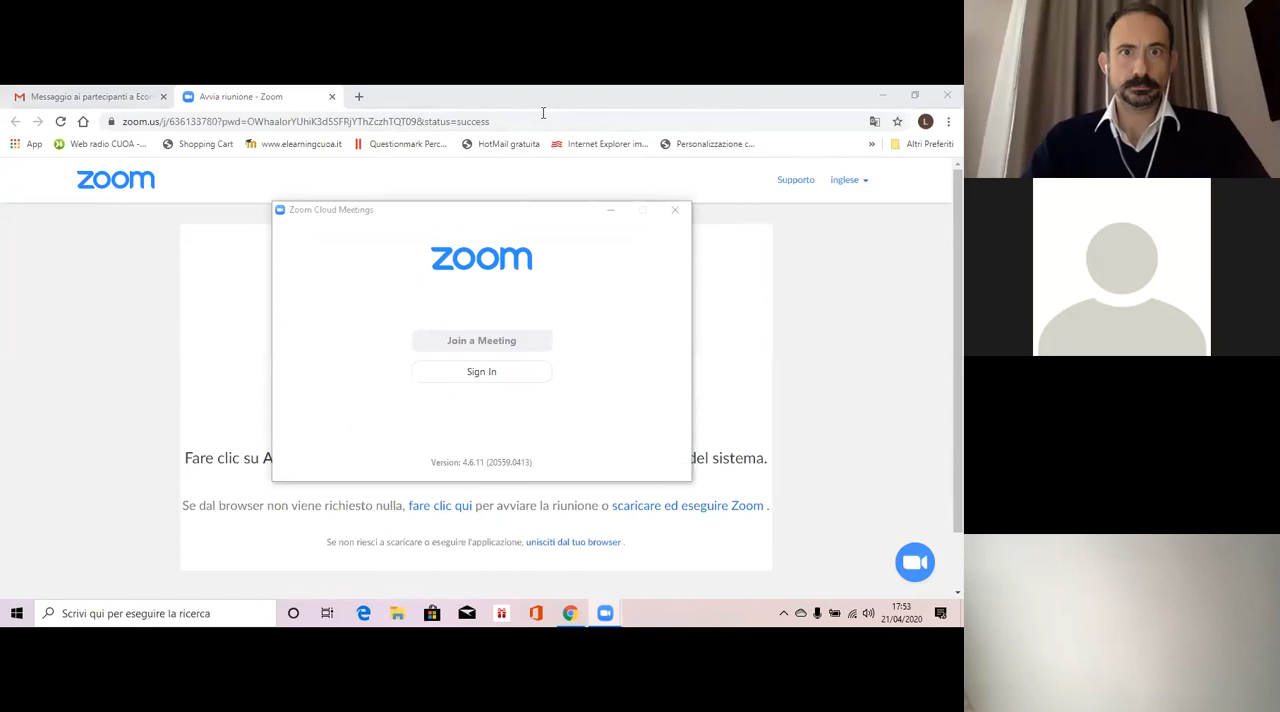 Messaggio ai partecipanti a Econ
Avvia riunione - Zoom
zoom.us/j/636133780?pwd=OWhaalorYUhiK3d5SFRjYThZczhTQT09&status=success
App
Web radio CUOA -...
Shopping Cart
www.elearningcuoa.it
Questionmark Perc...
HotMail gratuita
Internet Explorer im...
Personalizzazione c...
»
Altri Preferiti
zoom
Supporto
inglese
Zoom Cloud Meetings
zoom
Join a Meeting
Sign In
Version: 4.6.11 (20559.0413)
Fare clic su A
del sistema.
Se dal browser non viene richiesto nulla, fare clic qui per avviare la riunione o scaricare ed eseguire Zoom .
Se non riesci a scaricare o eseguire l'applicazione, unisciti dal tuo browser .
Scrivi qui per eseguire la ricerca
17:53
21/04/2020